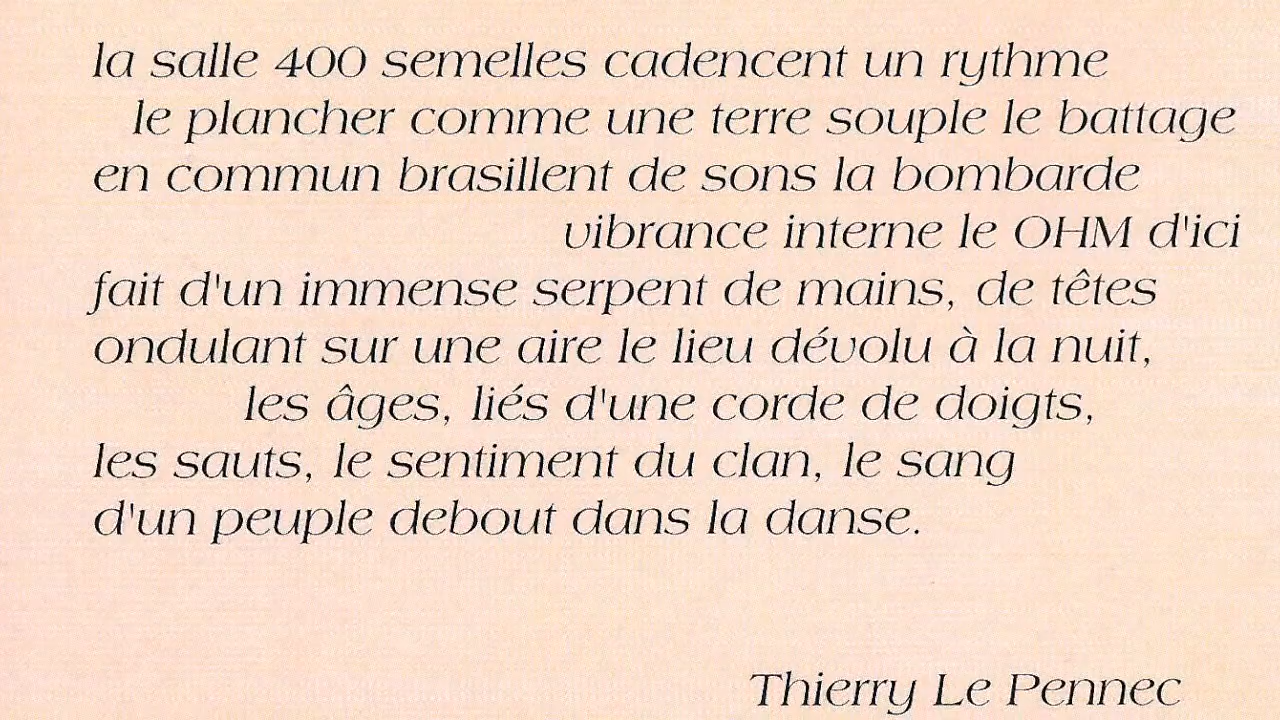 la salle 400 semelles cadencent un rythme
le plancher comme une terre souple le battage
en commun brasillent de sons la bombarde
vibrance interne le OHM d'ici
fait d'un immense serpent de mains, de têtes
ondulant sur une aire le lieu dévolu à la nuit,
les âges, liés d'une corde de doigts,
les sauts, le sentiment du clan, le sang
d'un peuple debout dans la danse.
Thierry Le Pennec